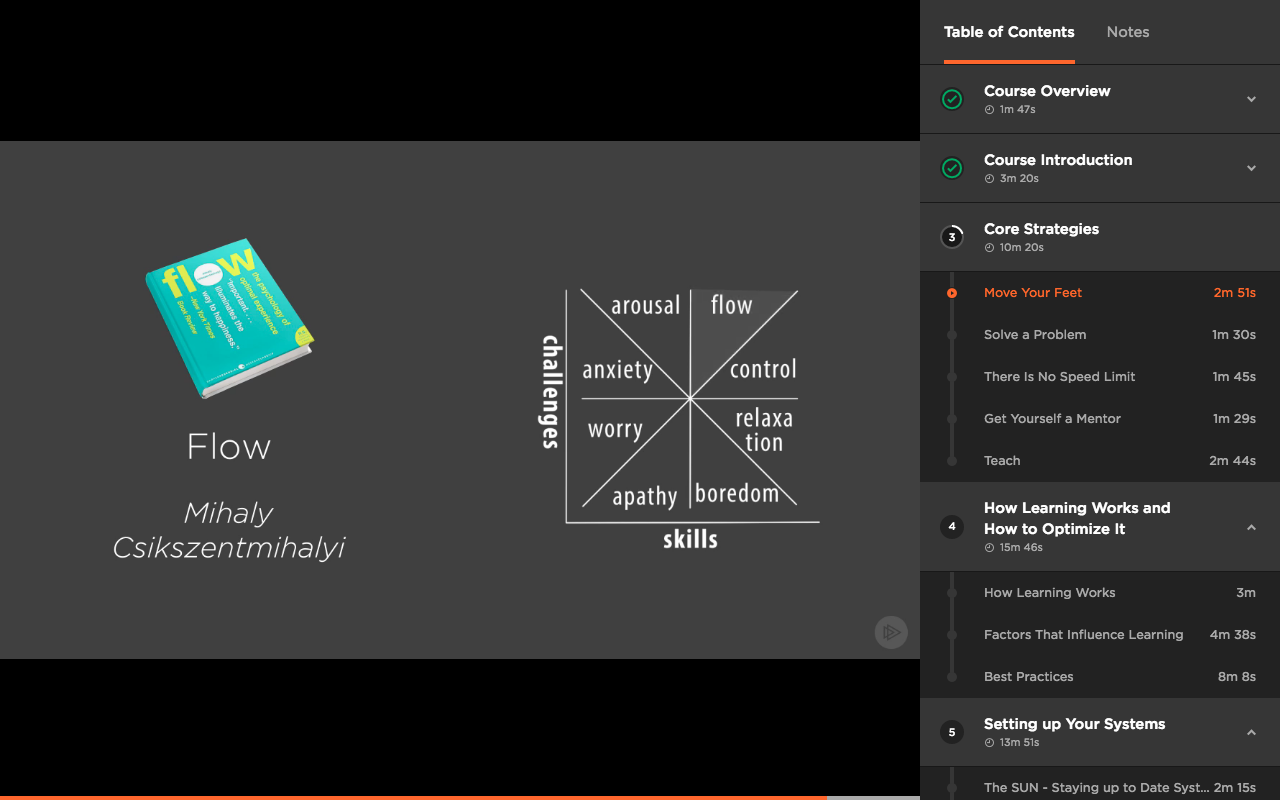 flow
the psychology of
optimal experience
"Important. . . .
Illuminates the
way to happiness."
—New York Times
Book Review
Flow
Mihaly
Csikszentmihalyi
challenges
arousal
flow
anxiety
control
worry
relaxa
tion
apathy
boredom
skills
Table of Contents
Notes
Course Overview
1m 47s
Course Introduction
3m 20s
3
Core Strategies
10m 20s
Move Your Feet 2m 51s
Solve a Problem 1m 30s
There Is No Speed Limit 1m 45s
Get Yourself a Mentor 1m 29s
Teach 2m 44s
4
How Learning Works and
How to Optimize It
15m 46s
How Learning Works 3m
Factors That Influence Learning 4m 38s
Best Practices 8m 8s
5
Setting up Your Systems
13m 51s
The SUN - Staying up to Date Syst... 2m 15s